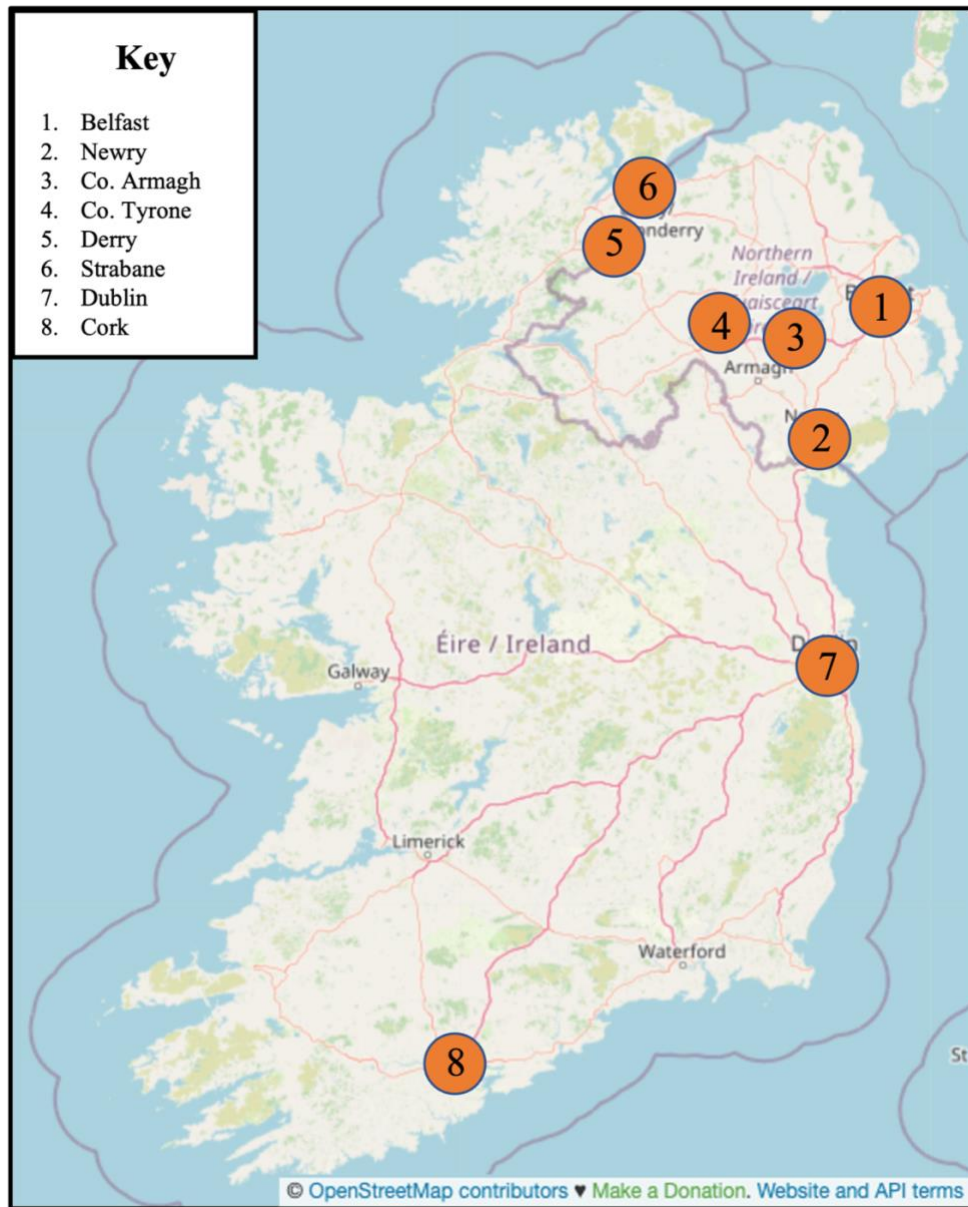 Key
1. Belfast
2. Newry
3. Co. Armagh
4. Co. Tyrone
5. Derry
6. Strabane
7. Dublin
8. Cork
6
5
onderry
Northern
Ireland /
1
4
3
Armagh
2
Éire / Ireland
7
Galway
Limerick
Waterford
8
St
© OpenStreetMap contributors ♥ Make a Donation. Website and API terms